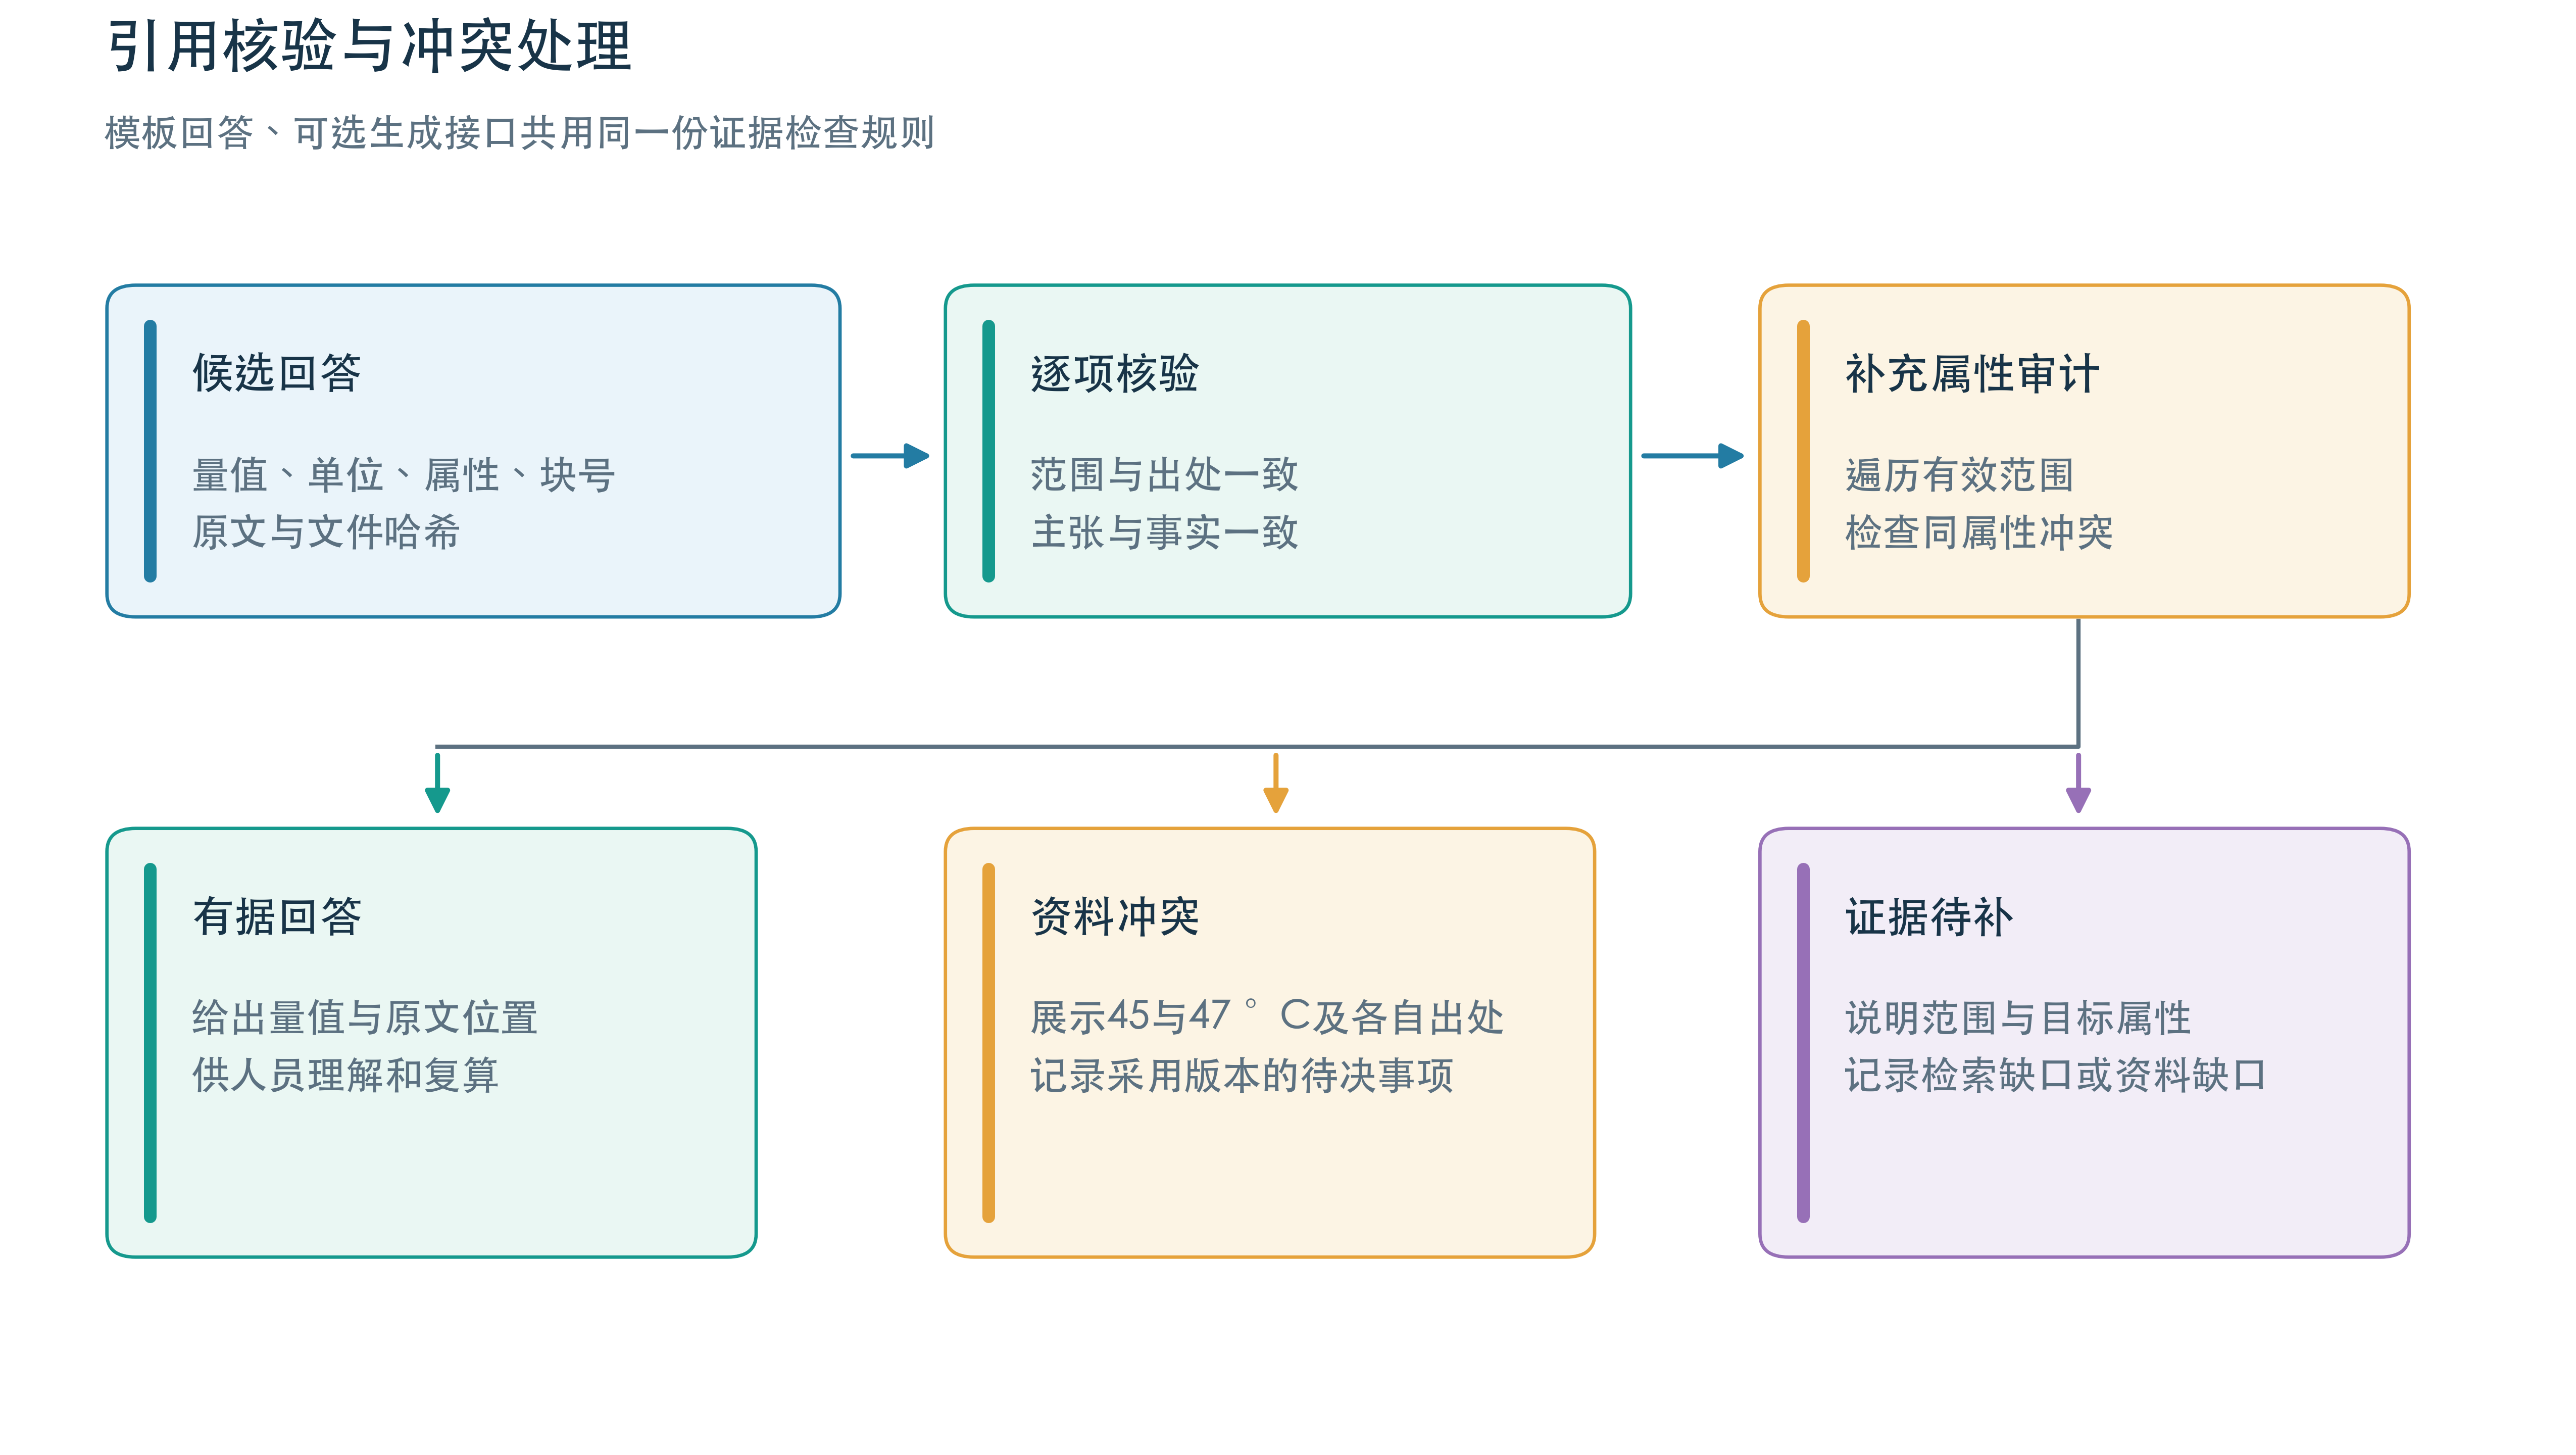 引用核验与冲突处理
模板回答、可选生成接口共用同一份证据检查规则
候选回答
量值、单位、属性、块号
原文与文件哈希
逐项核验
范围与出处一致
主张与事实一致
补充属性审计
遍历有效范围
检查同属性冲突
有据回答
给出量值与原文位置
供人员理解和复算
资料冲突
展示45与47°C及各自出处
记录采用版本的待决事项
证据待补
说明范围与目标属性
记录检索缺口或资料缺口